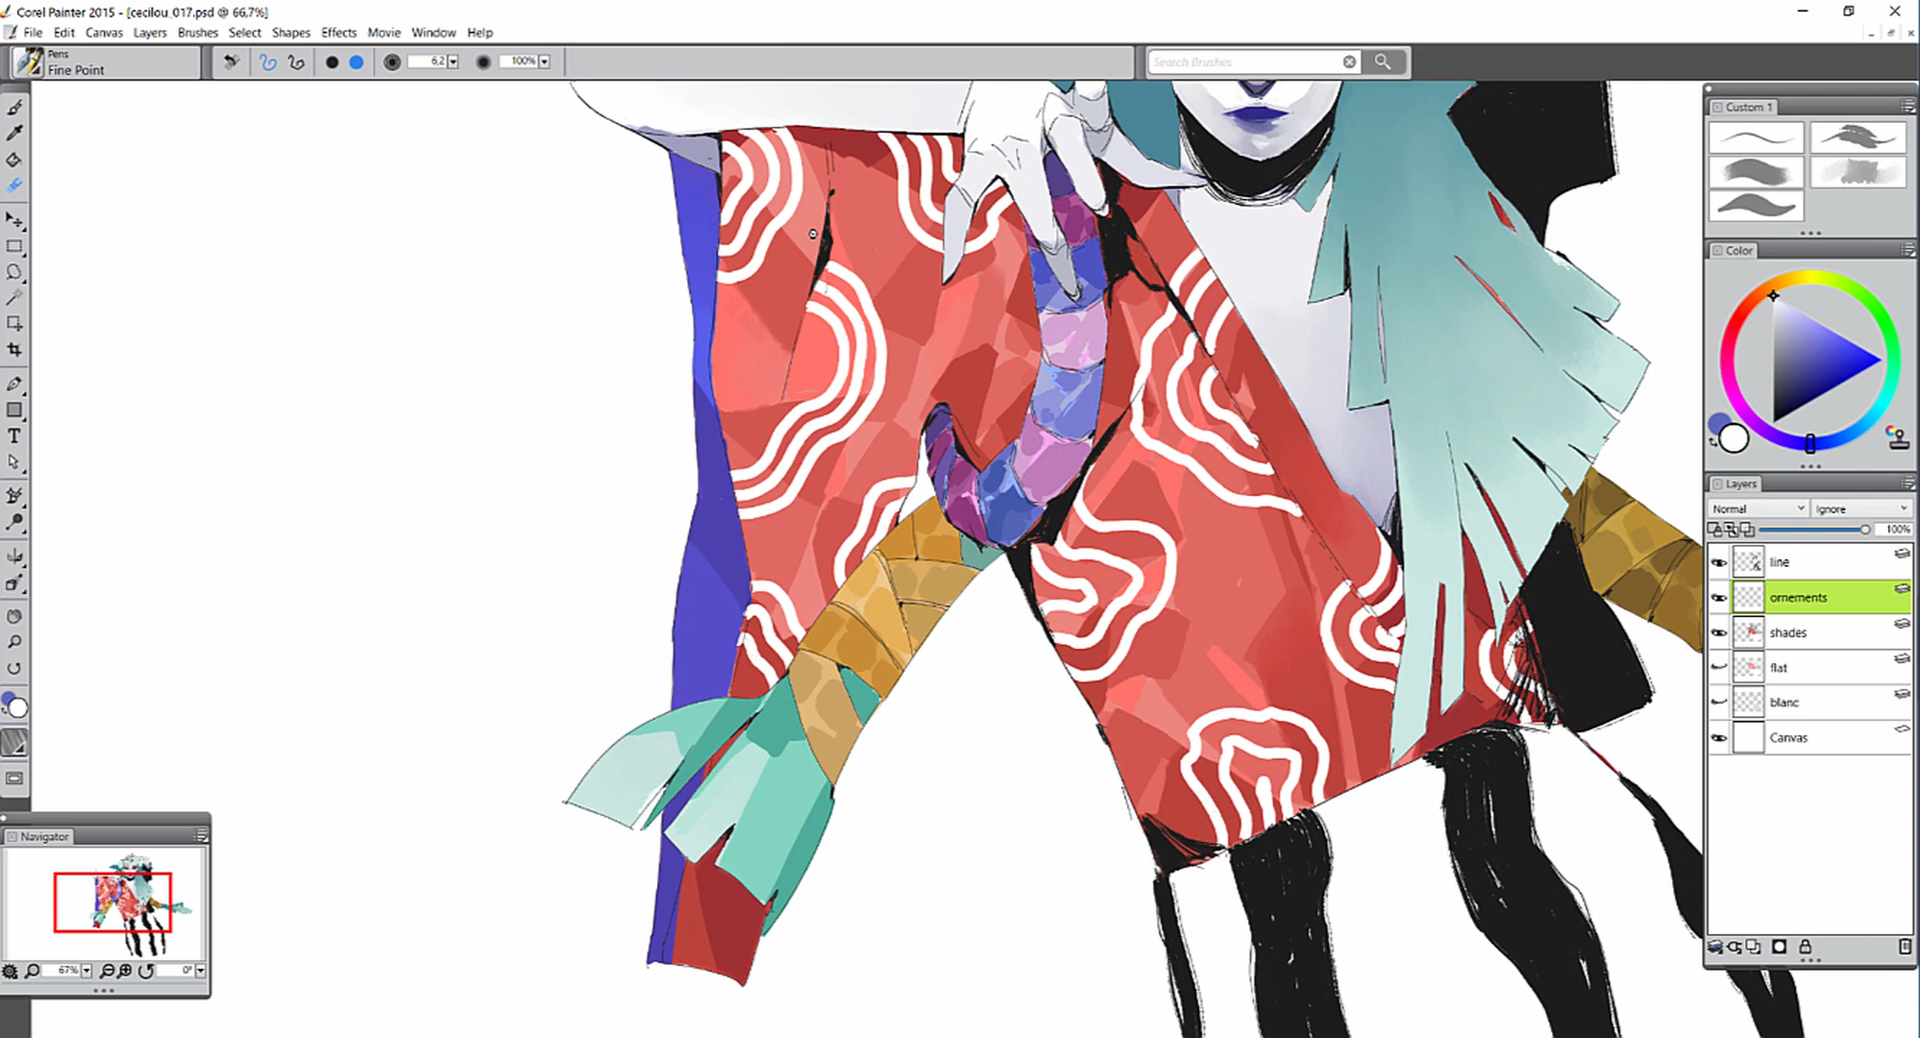 Corel Painter 2015 - [cecilou_017.psd @ 66,7%]
File Edit Canvas Layers Brushes Select Shapes Effects Movie Window Help
Pens
Fine Point
6,2
100%
Search Brushes
Custom 1
Color
Layers
Normal
Ignore
100%
line
ornements
shades
flat
blanc
Canvas
Navigator
67%
0°
T